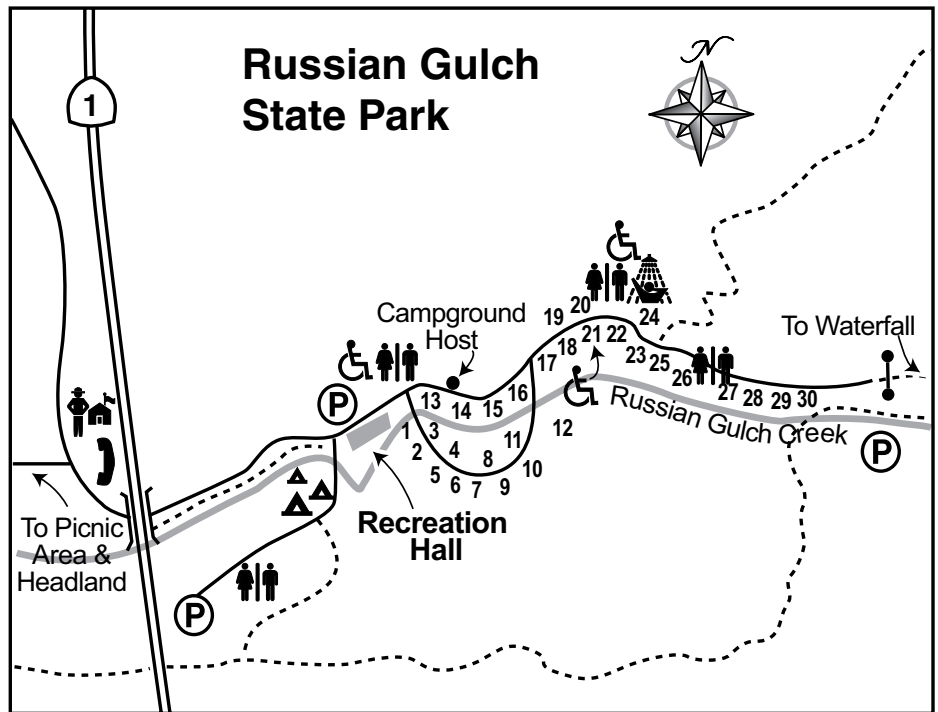 Russian Gulch
State Park
N
1
Campground
Host
To Waterfall
20
19
24
21
22
18
23
25
17
26
27
28
29
30
16
13
14
15
P
Russian Gulch Creek
1
3
12
2
4
11
P
8
10
5
6
7
9
Recreation
Hall
To Picnic
Area &
Headland
P